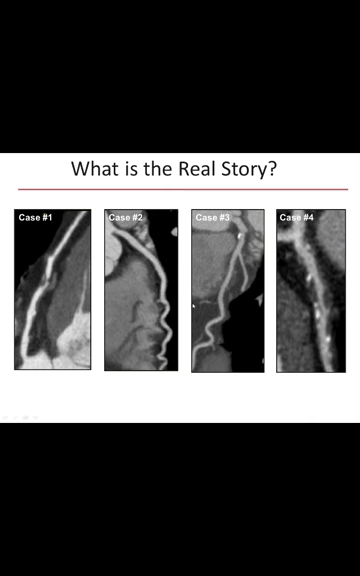 What is the Real Story?
Case #1
Case #2
Case #3
Case #4